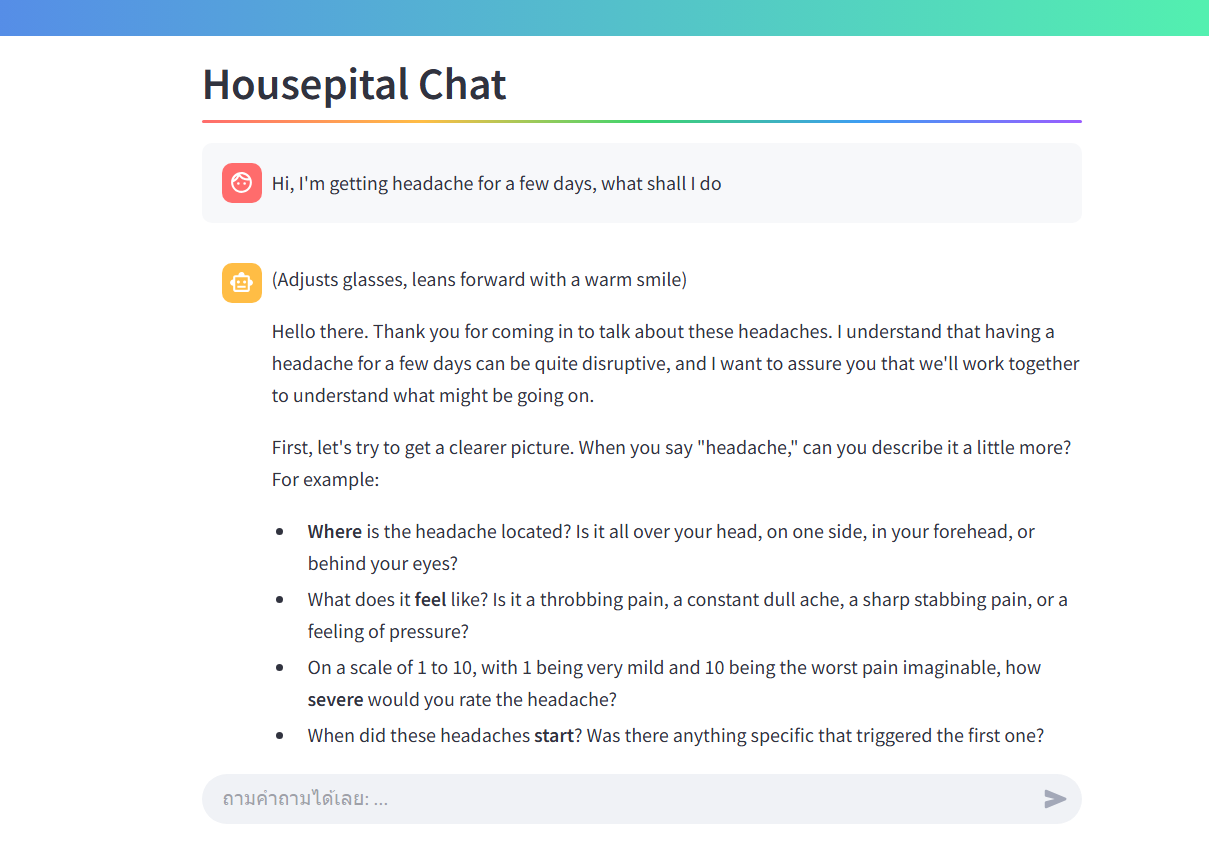 Housepital Chat
Hi, I'm getting headache for a few days, what shall I do
(Adjusts glasses, leans forward with a warm smile)
Hello there. Thank you for coming in to talk about these headaches. I understand that having a
headache for a few days can be quite disruptive, and I want to assure you that we'll work together
to understand what might be going on.
First, let's try to get a clearer picture. When you say "headache," can you describe it a little more?
For example:
• Where is the headache located? Is it all over your head, on one side, in your forehead, or
behind your eyes?
• What does it feel like? Is it a throbbing pain, a constant dull ache, a sharp stabbing pain, or a
feeling of pressure?
• On a scale of 1 to 10, with 1 being very mild and 10 being the worst pain imaginable, how
severe would you rate the headache?
• When did these headaches start? Was there anything specific that triggered the first one?
ถามคำถามได้เลย: ...